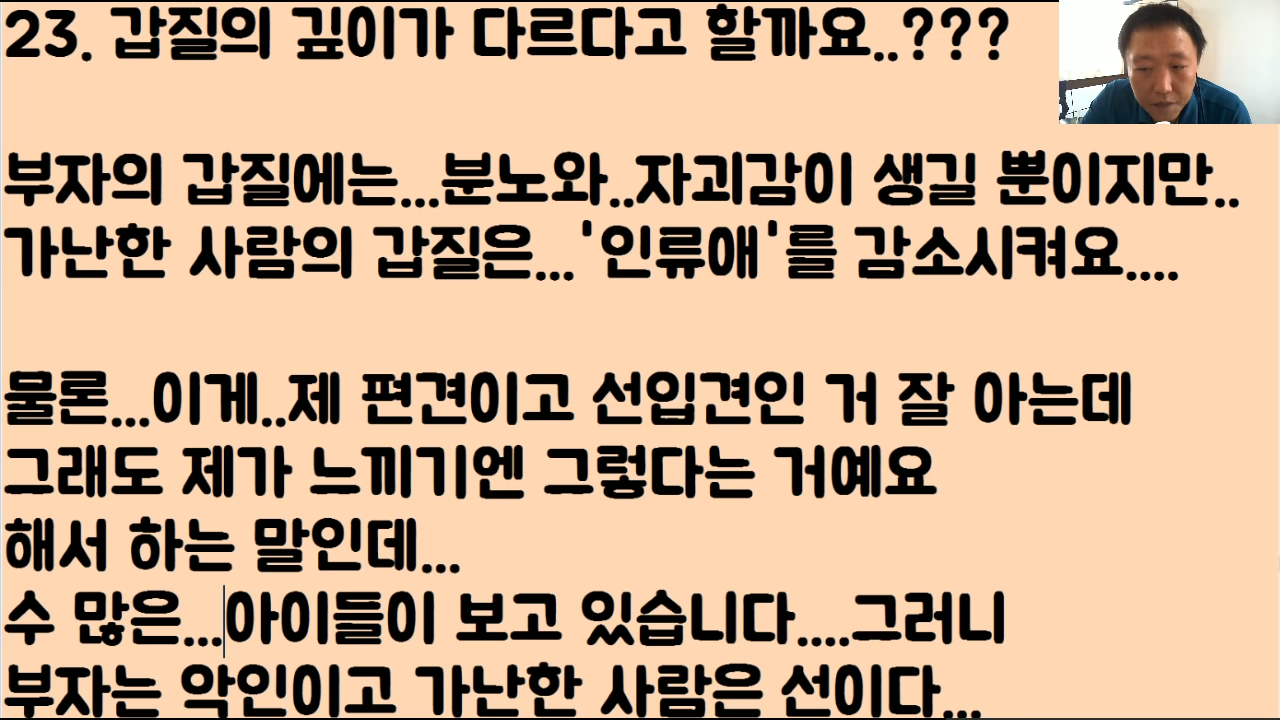 23. 갑질의 깊이가 다르다고 할까요..???
부자의 갑질에는...분노와..자괴감이 생길 뿐이지만..
가난한 사람의 갑질은...'인류애'를 감소시켜요....
물론...이게..제 편견이고 선입견인 거 잘 아는데
그래도 제가 느끼기엔 그렇다는 거예요
해서 하는 말인데...
수 많은...아이들이 보고 있습니다....그러니
부자는 악인이고 가난한 사람은 선이다...